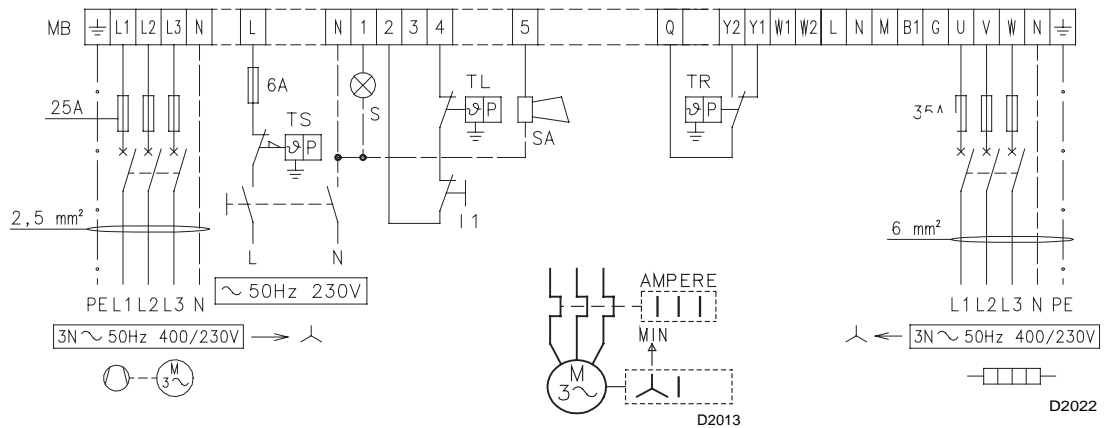 MB L1 L2 L3 N L N 1 2 3 4 5 Q Y2 Y1 W1 W2 L N M B1 G U V W N
6A
TL
TR
25A
S
35A
TS
ϑ P
ϑ P
ϑ P
SA
I1
2,5 mm²
6 mm²
L N
∼ 50Hz 230V
AMPERE
PE L1 L2 L3 N
L1 L2 L3 N PE
MIN
3N ∼ 50Hz 400/230V
3N ∼ 50Hz 400/230V
M
3∼
M
3∼
D2013
D2022